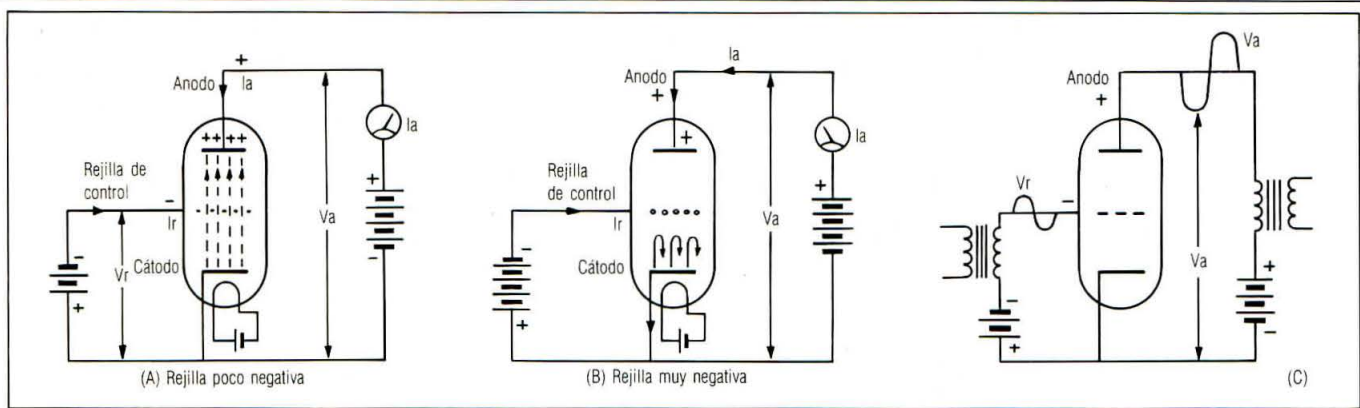 +
Anodo
Ia
+ + + +
Ia
Rejilla de
control
−
Ir
Va
+
−
−
Vr
+
Cátodo
(A) Rejilla poco negativa
Ia
Anodo
+
+
Ia
Rejilla
de control
Ir
Va
+
−
+
Cátodo
(B) Rejilla muy negativa
Va
Anodo
+
Vr
−
Va
−
+
+
−
(C)